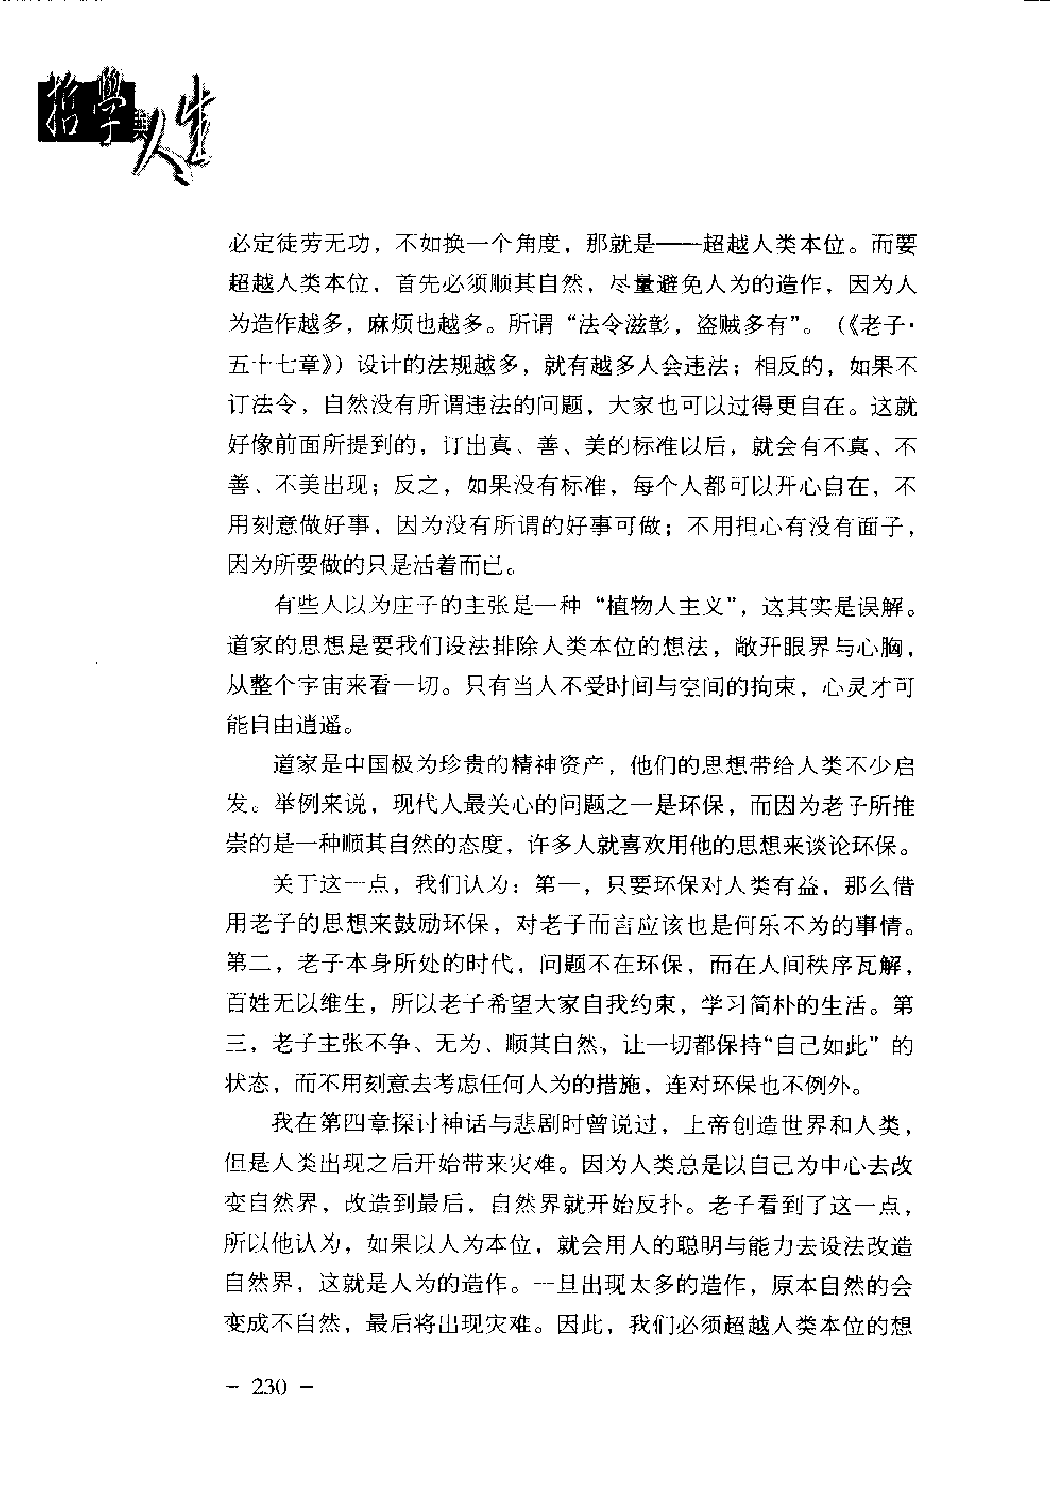 哲學與人生
必定徒劳无功，不如换一个角度，那就是——超越人类本位。而要
超越人类本位，首先必须顺其自然，尽量避免人为的造作，因为人
为造作越多，麻烦也越多。所谓“法令滋彰，盗贼多有”。（《老子·
五十七章》）设计的法规越多，就有越多人会违法；相反的，如果不
订法令，自然没有所谓违法的问题，大家也可以过得更自在。这就
好像前面所提到的，订出真、善、美的标准以后，就会有不真、不
善、不美出现；反之，如果没有标准，每个人都可以开心自在，不
用刻意做好事，因为没有所谓的好事可做；不用担心有没有面子，
因为所要做的只是活着而已。
有些人以为庄子的主张是一种“植物人主义”，这其实是误解。
道家的思想是要我们设法排除人类本位的想法，敞开眼界与心胸，
从整个宇宙来看一切。只有当人不受时间与空间的拘束，心灵才可
能自由逍遥。
道家是中国极为珍贵的精神资产，他们的思想带给人类不少启
发。举例来说，现代人最关心的问题之一是环保，而因为老子所推
崇的是一种顺其自然的态度，许多人就喜欢用他的思想来谈论环保。
关于这一点，我们认为：第一，只要环保对人类有益，那么借
用老子的思想来鼓励环保，对老子而言应该也是何乐不为的事情。
第二，老子本身所处的时代，问题不在环保，而在人间秩序瓦解，
百姓无以维生，所以老子希望大家自我约束，学习简朴的生活。第
三，老子主张不争、无为、顺其自然，让一切都保持“自己如此”的
状态，而不用刻意去考虑任何人为的措施，连对环保也不例外。
我在第四章探讨神话与悲剧时曾说过，上帝创造世界和人类，
但是人类出现之后开始带来灾难。因为人类总是以自己为中心去改
变自然界，改造到最后，自然界就开始反扑。老子看到了这一点，
所以他认为，如果以人为本位，就会用人的聪明与能力去设法改造
自然界，这就是人为的造作。一旦出现太多的造作，原本自然的会
变成不自然，最后将出现灾难。因此，我们必须超越人类本位的想
－ 230 －